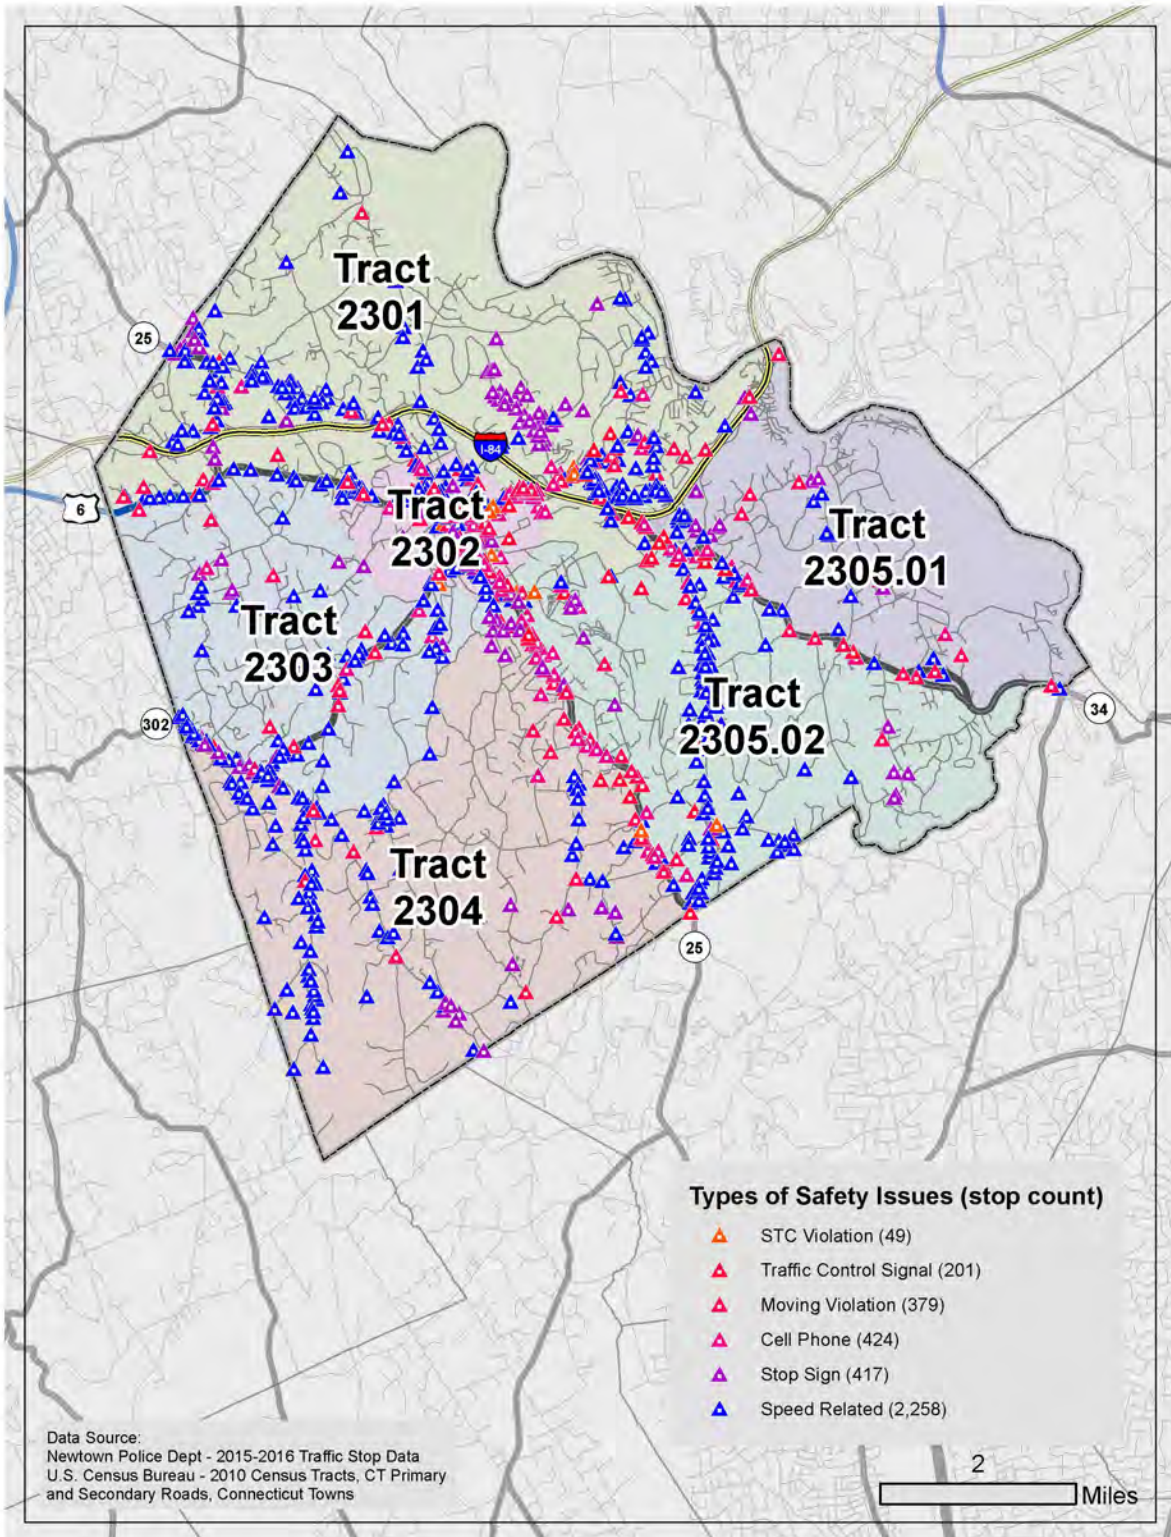 Tract
2301
25
I-84
6
Tract
2302
Tract
2305.01
Tract
2303
Tract
2305.02
302
34
Tract
2304
25
Types of Safety Issues (stop count)
STC Violation (49)
Traffic Control Signal (201)
Moving Violation (379)
Cell Phone (424)
Stop Sign (417)
Speed Related (2,258)
Data Source:
Newtown Police Dept - 2015-2016 Traffic Stop Data
U.S. Census Bureau - 2010 Census Tracts, CT Primary
and Secondary Roads, Connecticut Towns
2
Miles